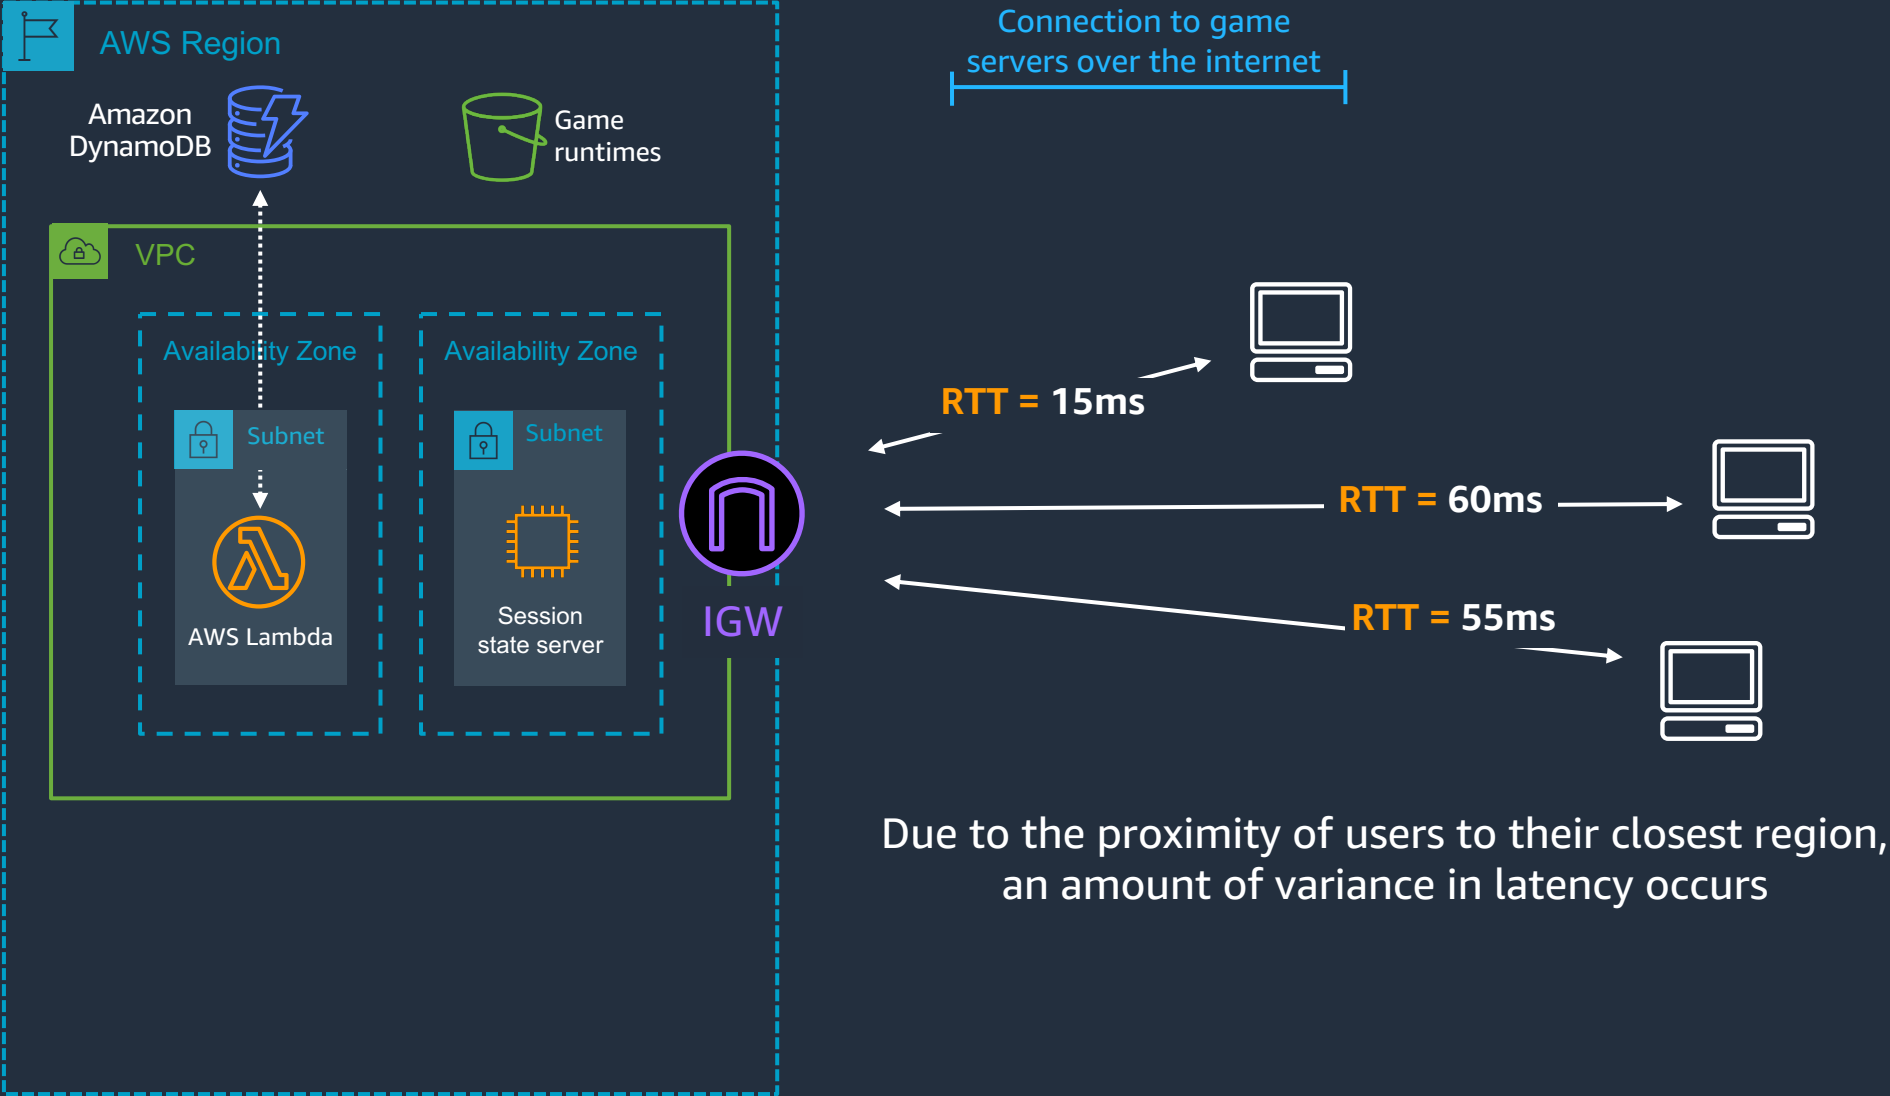 AWS Region
Connection to game
servers over the internet
Amazon
DynamoDB
Game
runtimes
VPC
Availability Zone
Availability Zone
Subnet
Subnet
AWS Lambda
Session
state server
IGW
RTT = 15ms
RTT = 60ms
RTT = 55ms
Due to the proximity of users to their closest region,
an amount of variance in latency occurs